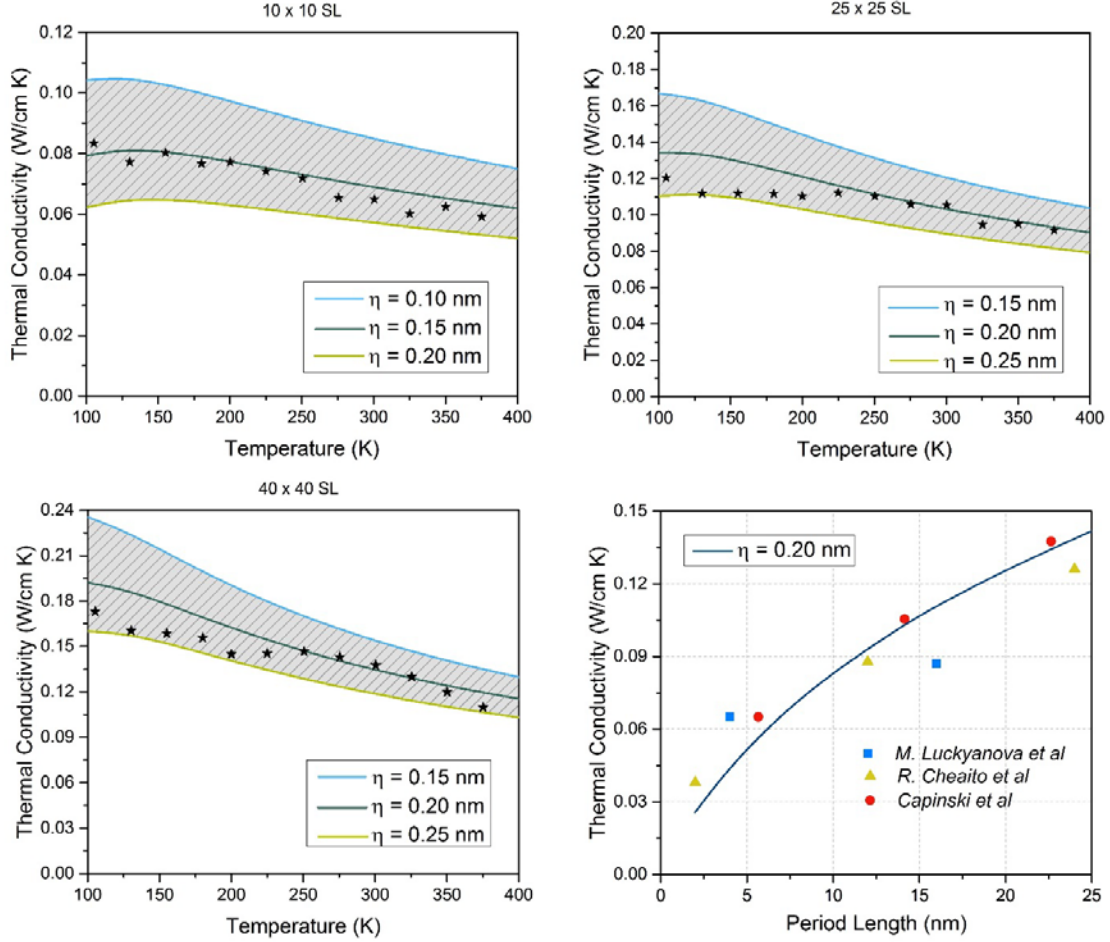 10 x 10 SL
Thermal Conductivity (W/cm K)
0.12
0.10
0.08
0.06
0.04
0.02
0.00
η = 0.10 nm
η = 0.15 nm
η = 0.20 nm
100 150 200 250 300 350 400
Temperature (K)
25 x 25 SL
Thermal Conductivity (W/cm K)
0.20
0.18
0.16
0.14
0.12
0.10
0.08
0.06
0.04
0.02
0.00
η = 0.15 nm
η = 0.20 nm
η = 0.25 nm
100 150 200 250 300 350 400
Temperature (K)
40 x 40 SL
Thermal Conductivity (W/cm K)
0.24
0.21
0.18
0.15
0.12
0.09
0.06
0.03
0.00
η = 0.15 nm
η = 0.20 nm
η = 0.25 nm
100 150 200 250 300 350 400
Temperature (K)
Thermal Conductivity (W/cm K)
0.15
0.12
0.09
0.06
0.03
0.00
η = 0.20 nm
M. Luckyanova et al
R. Cheaito et al
Capinski et al
0 5 10 15 20 25
Period Length (nm)